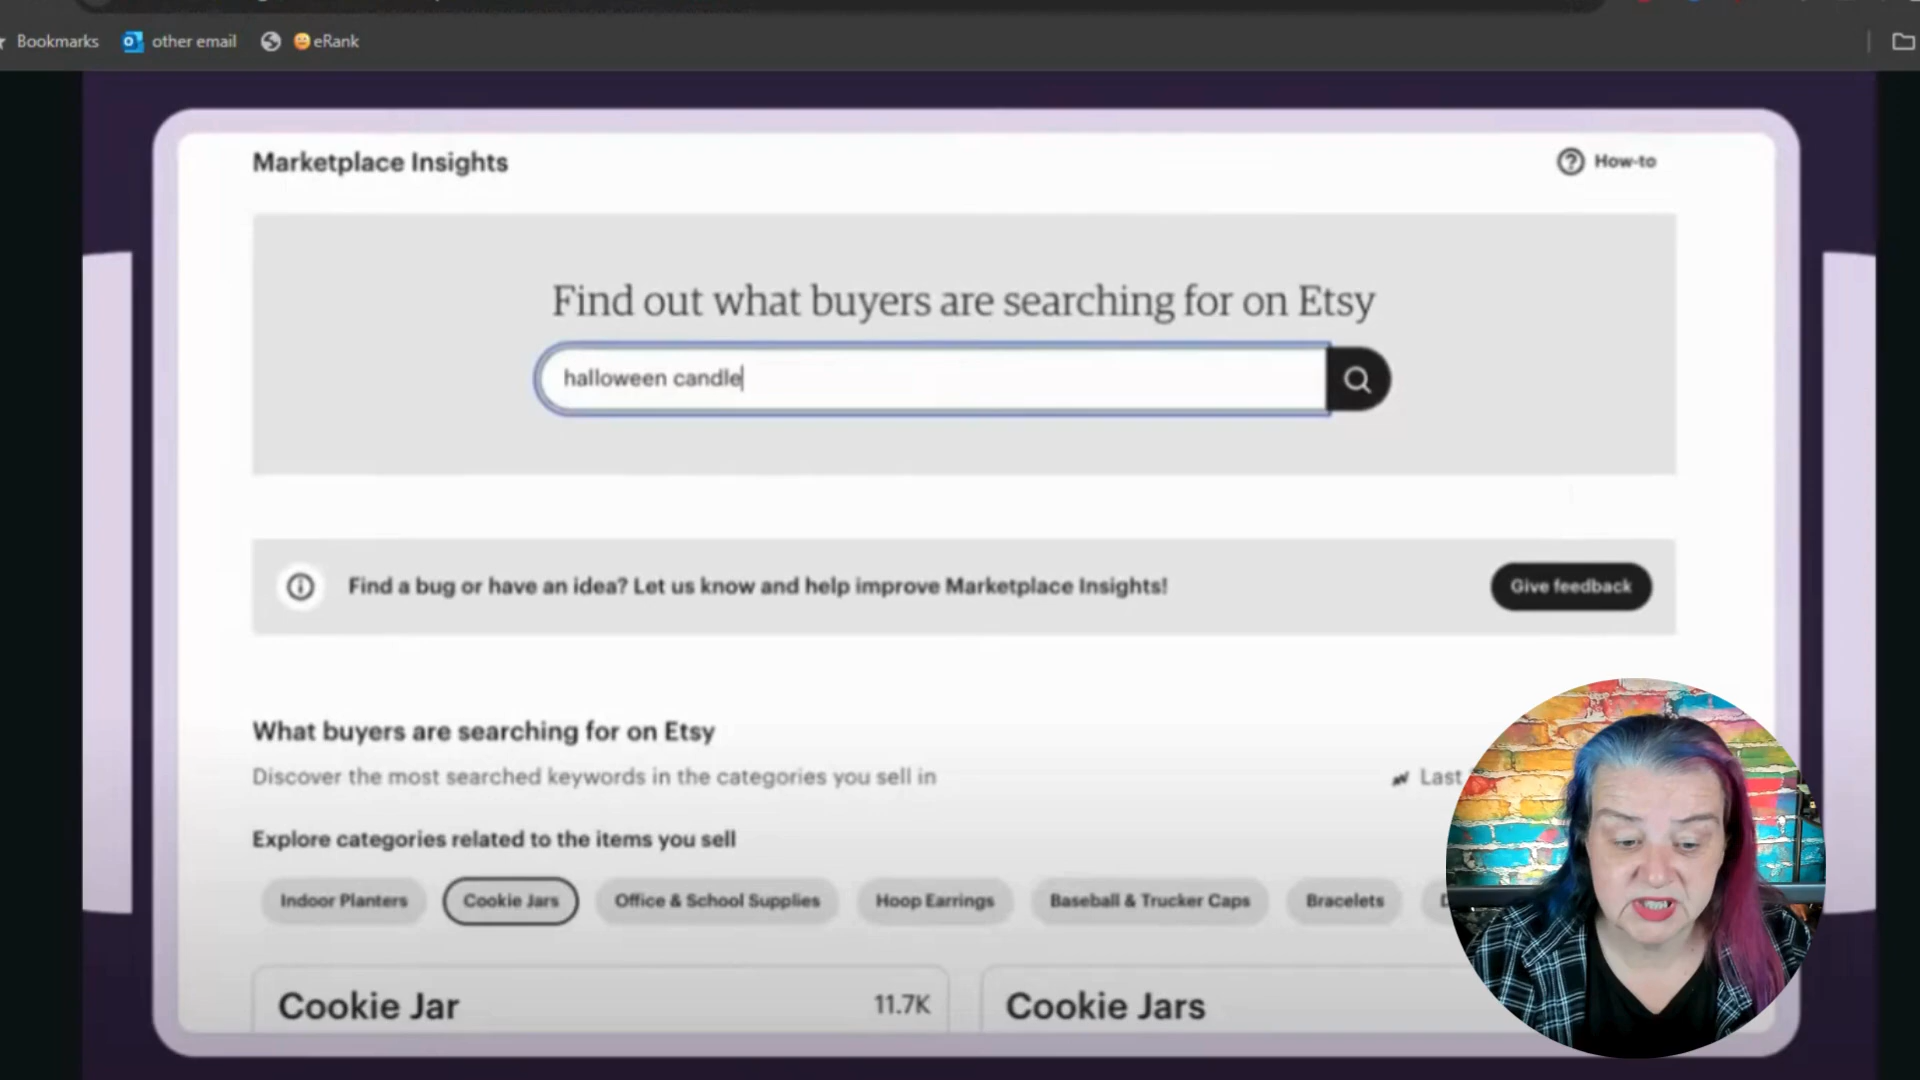 Bookmarks other email eRank
Marketplace Insights
How-to
Find out what buyers are searching for on Etsy
halloween candle
Find a bug or have an idea? Let us know and help improve Marketplace Insights!
Give feedback
What buyers are searching for on Etsy
Discover the most searched keywords in the categories you sell in
Last
Explore categories related to the items you sell
Indoor Planters Cookie Jars Office & School Supplies Hoop Earrings Baseball & Trucker Caps Bracelets
Cookie Jar 11.7K Cookie Jars